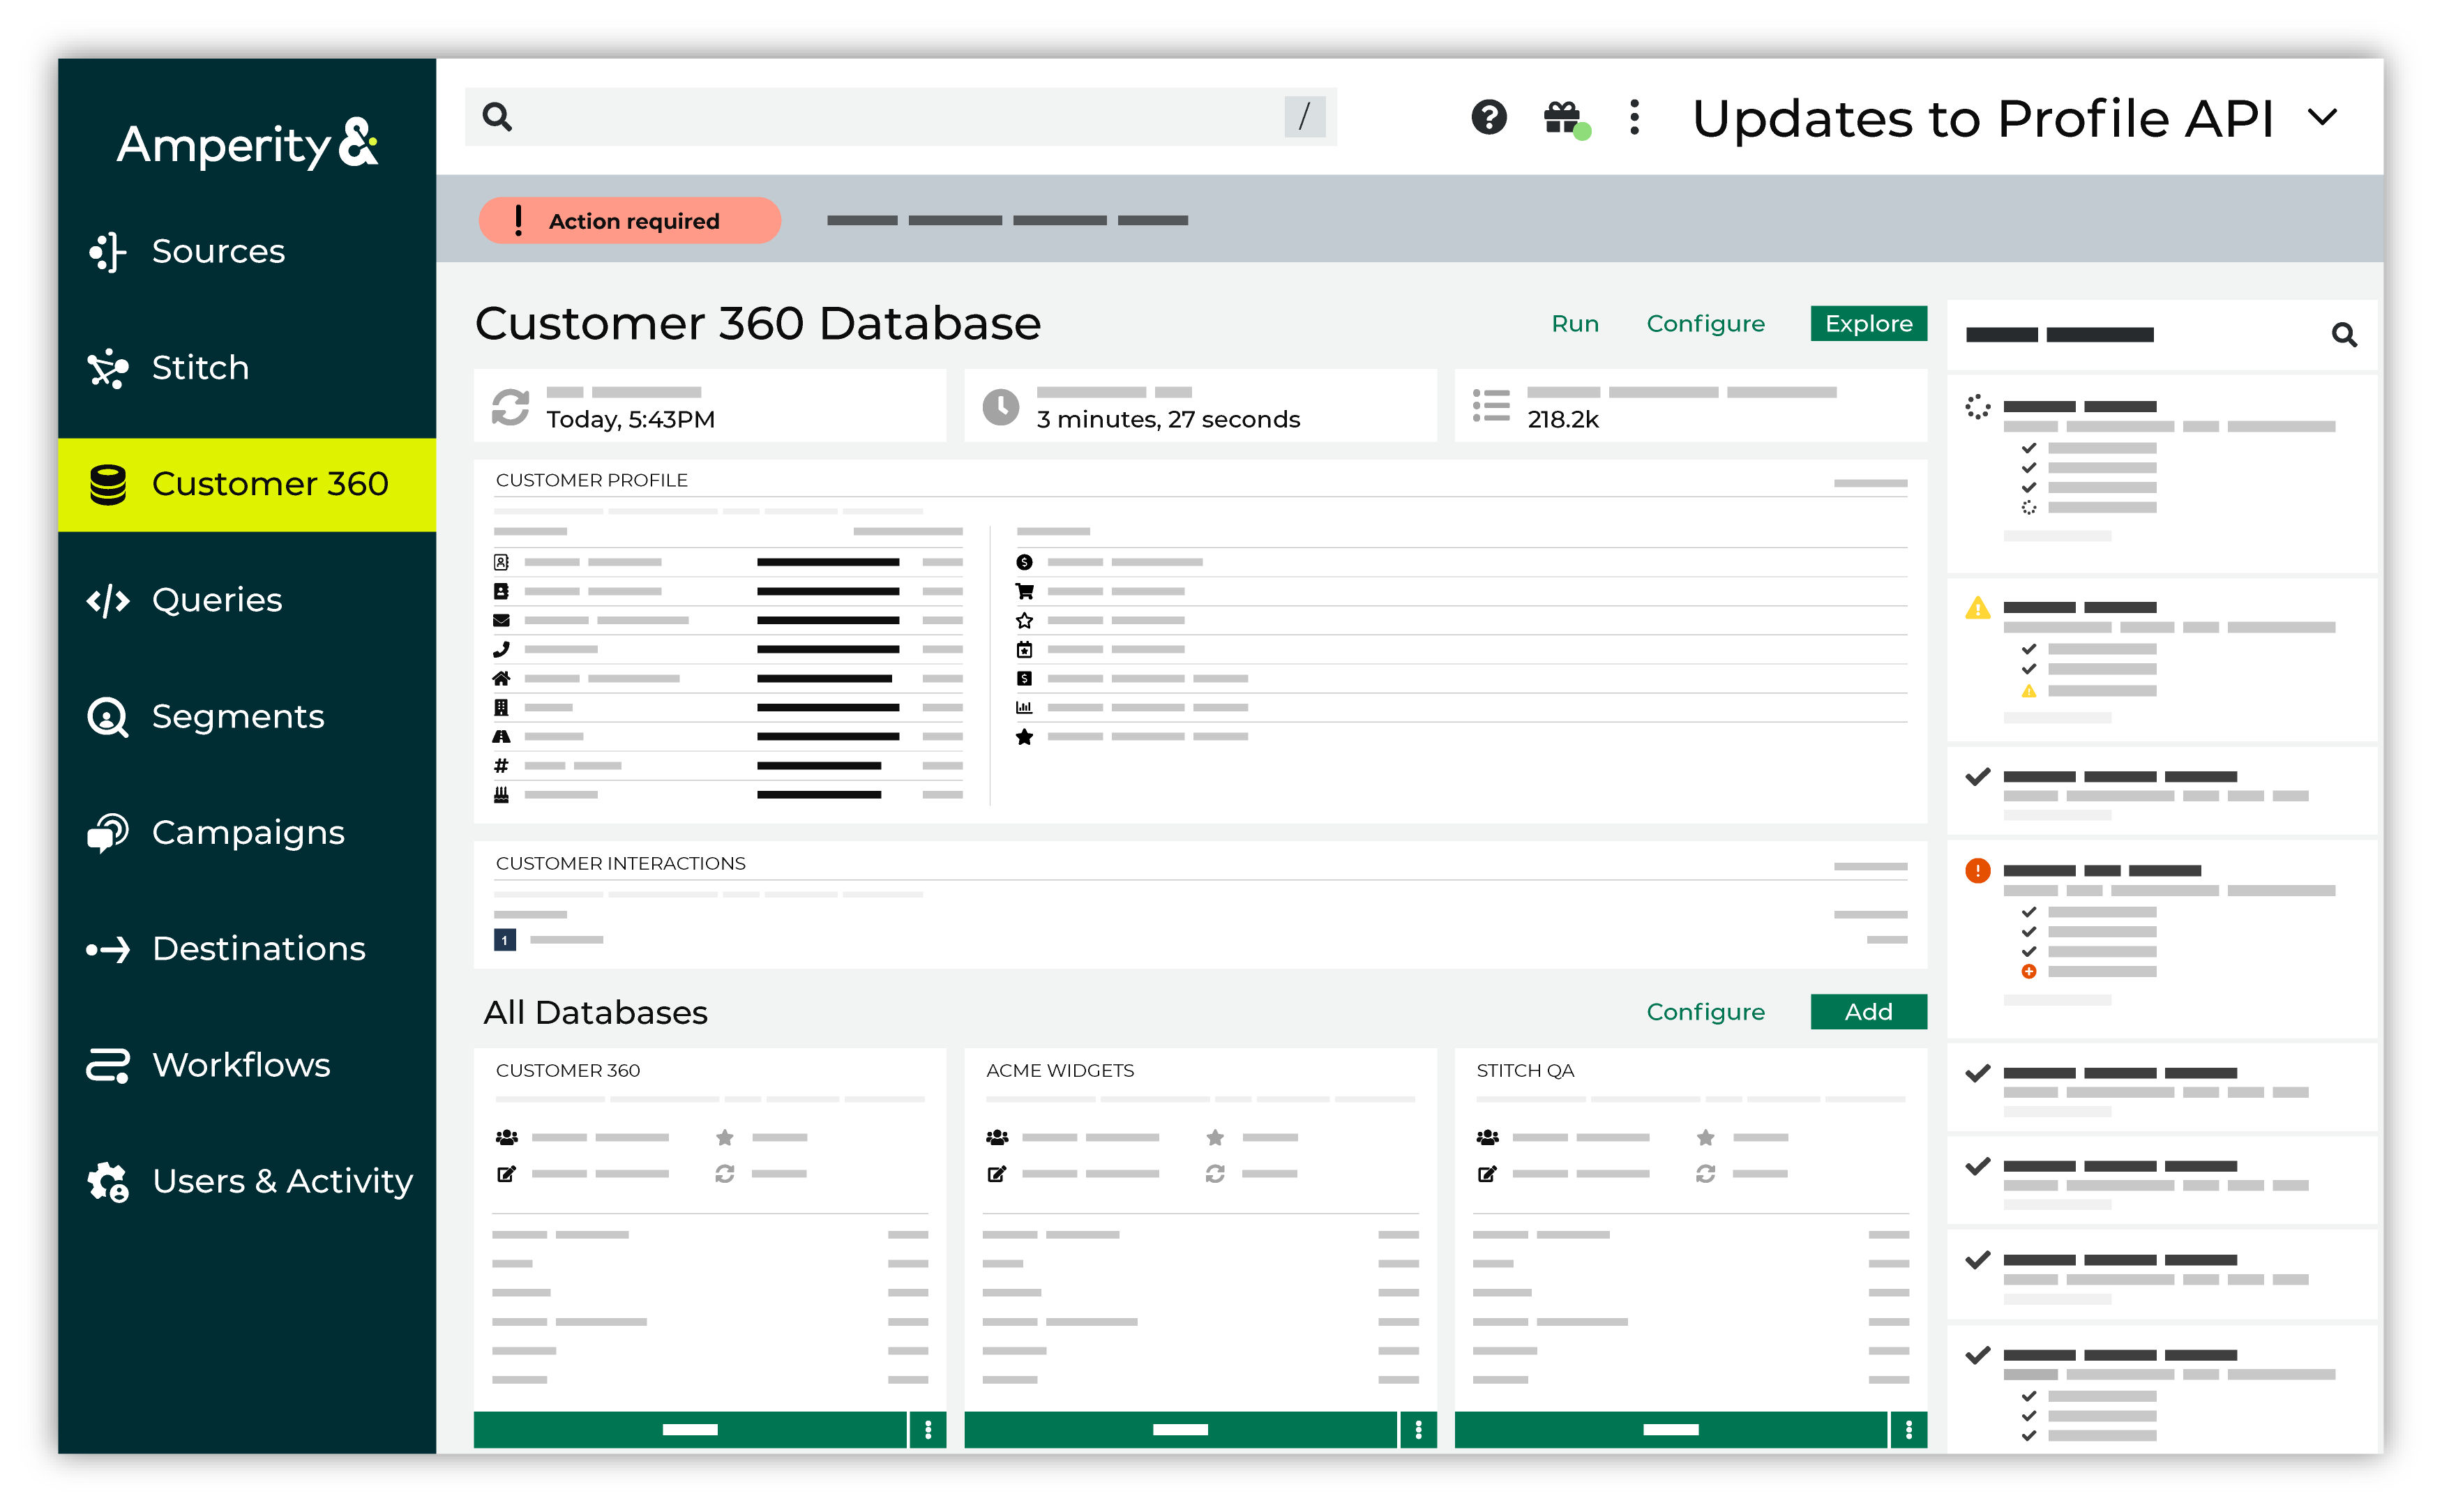 Amperity&
/
Updates to Profile API
Action required
Sources
Stitch
Customer 360
Queries
Segments
Campaigns
Destinations
Workflows
Users & Activity
Customer 360 Database
Run
Configure
Explore
Today, 5:43PM
3 minutes, 27 seconds
218.2k
CUSTOMER PROFILE
CUSTOMER INTERACTIONS
1
All Databases
Configure
Add
CUSTOMER 360
ACME WIDGETS
STITCH QA